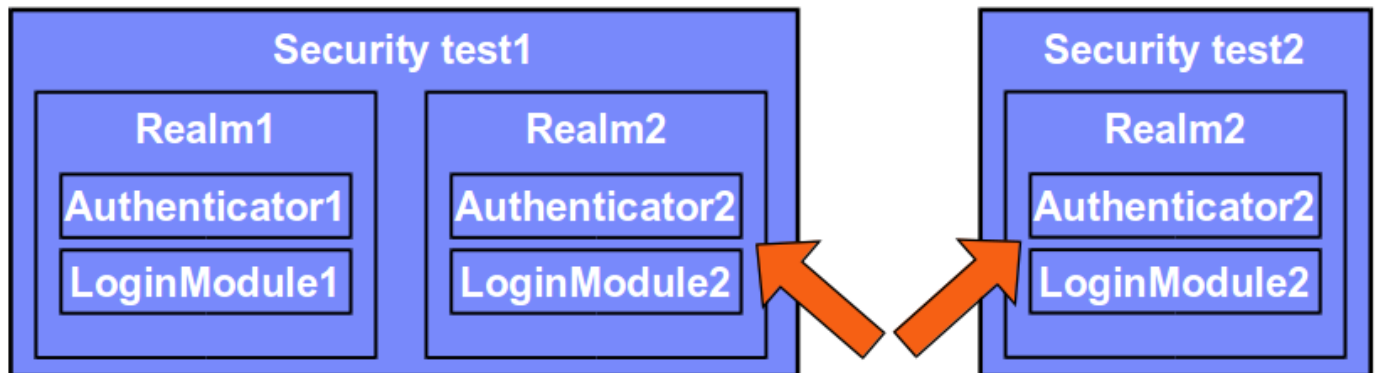 Security test1
Realm1
Authenticator1
LoginModule1
Realm2
Authenticator2
LoginModule2
Security test2
Realm2
Authenticator2
LoginModule2